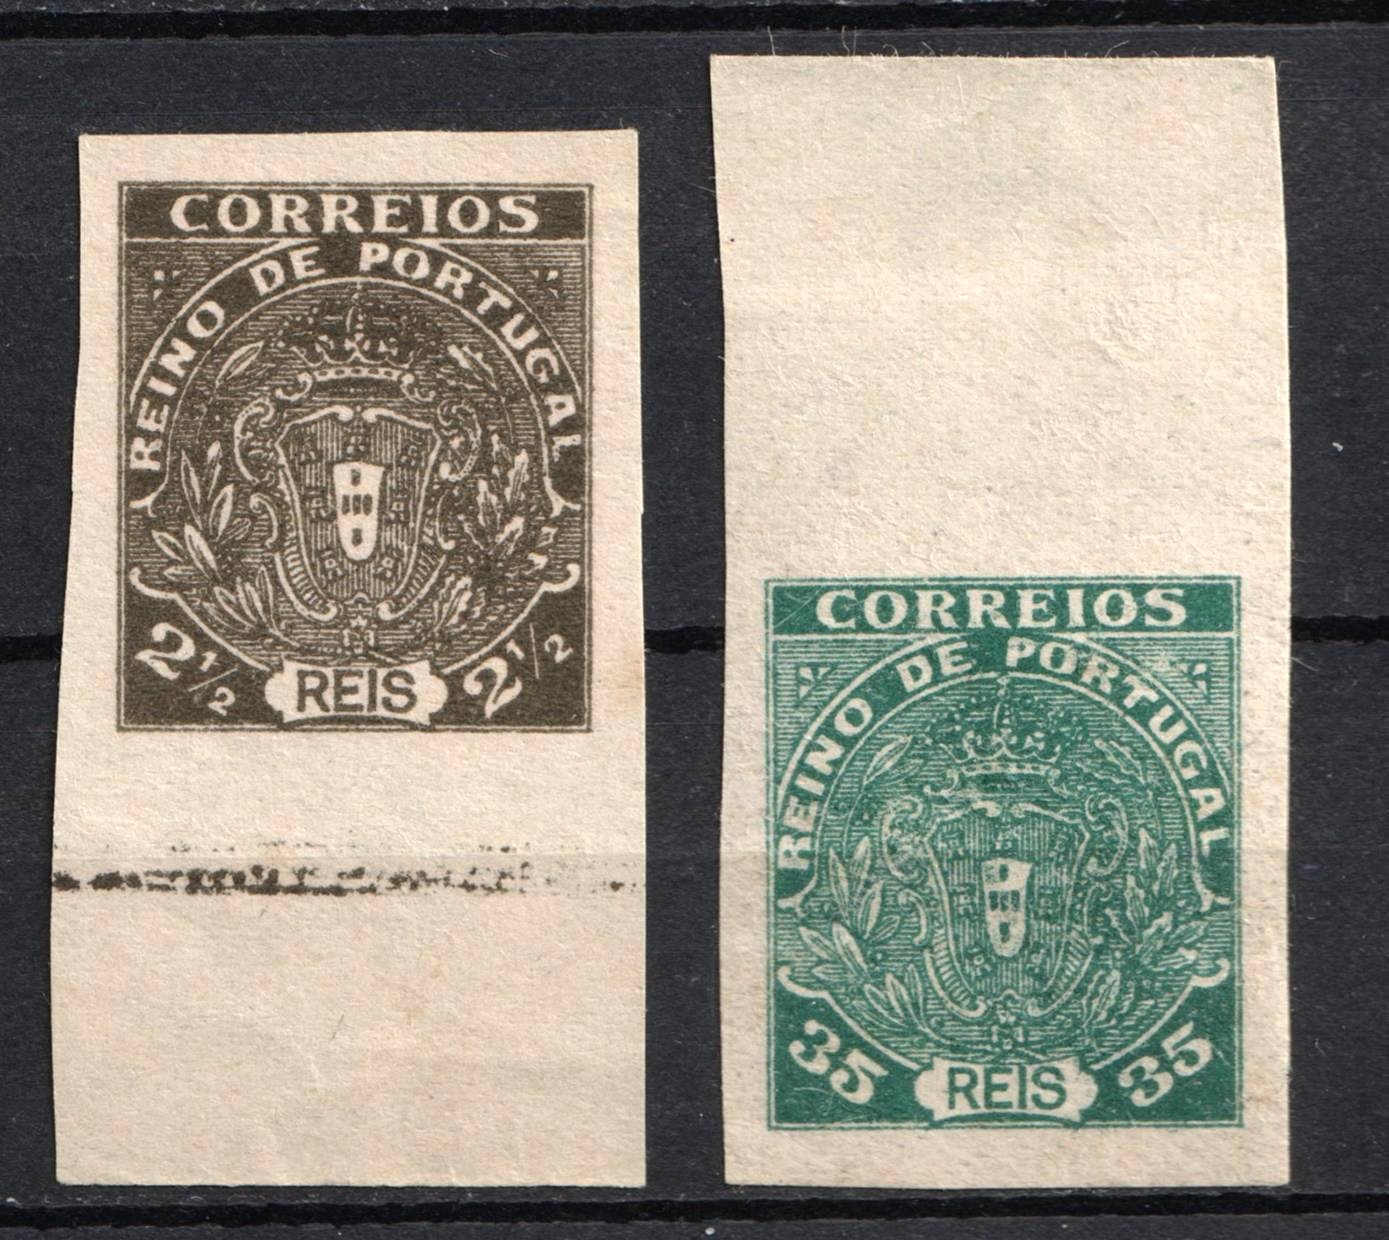 CORREIOS
REINO DE PORTUGAL
2 1/2 REIS 2 1/2
CORREIOS
REINO DE PORTUGAL
35 REIS 35